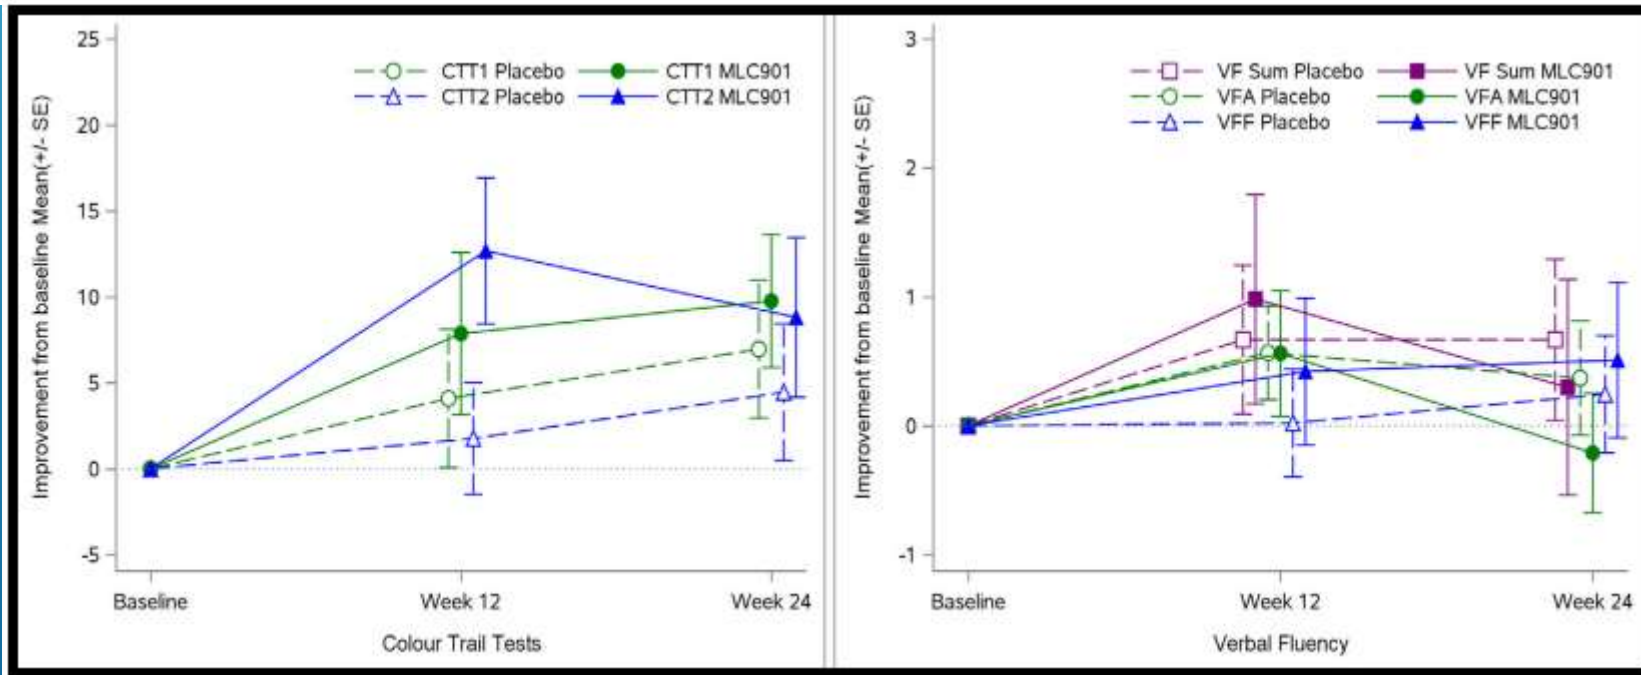 25
20
15
10
5
0
-5
Improvement from baseline Mean(+/- SE)
CTT1 Placebo CTT1 MLC901
CTT2 Placebo CTT2 MLC901
Baseline Week 12 Week 24
Colour Trail Tests
3
2
1
0
-1
Improvement from baseline Mean(+/- SE)
VF Sum Placebo VF Sum MLC901
VFA Placebo VFA MLC901
VFF Placebo VFF MLC901
Baseline Week 12 Week 24
Verbal Fluency